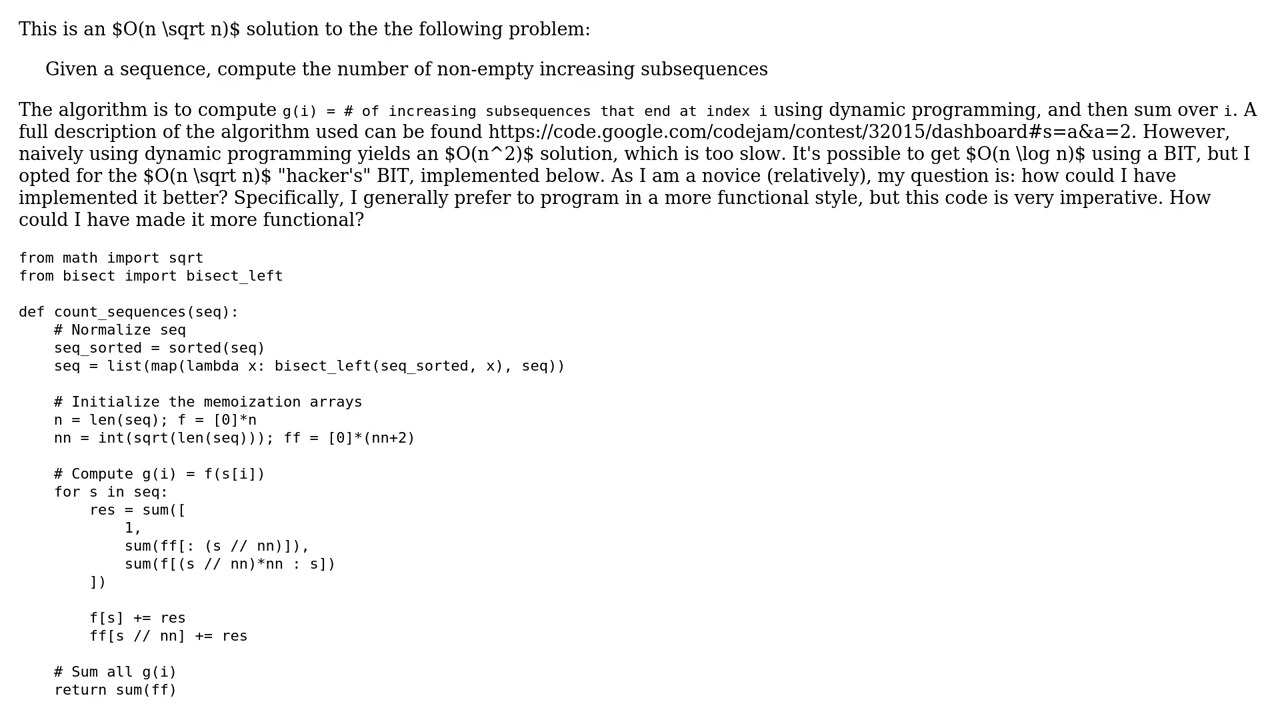 This is an $O(n \sqrt n)$ solution to the the following problem:
Given a sequence, compute the number of non-empty increasing subsequences
The algorithm is to compute g(i) = # of increasing subsequences that end at index i using dynamic programming, and then sum over i. A
full description of the algorithm used can be found https://code.google.com/codejam/contest/32015/dashboard#s=a&a=2. However,
naively using dynamic programming yields an $O(n^2)$ solution, which is too slow. It's possible to get $O(n \log n)$ using a BIT, but I
opted for the $O(n \sqrt n)$ "hacker's" BIT, implemented below. As I am a novice (relatively), my question is: how could I have
implemented it better? Specifically, I generally prefer to program in a more functional style, but this code is very imperative. How
could I have made it more functional?
from math import sqrt
from bisect import bisect_left
def count_sequences(seq):
    # Normalize seq
    seq_sorted = sorted(seq)
    seq = list(map(lambda x: bisect_left(seq_sorted, x), seq))
    # Initialize the memoization arrays
    n = len(seq); f = [0]*n
    nn = int(sqrt(len(seq))); ff = [0]*(nn+2)
    # Compute g(i) = f(s[i])
    for s in seq:
        res = sum([
            1,
            sum(ff[: (s // nn)]),
            sum(f[(s // nn)*nn : s])
        ])
        f[s] += res
        ff[s // nn] += res
    # Sum all g(i)
    return sum(ff)